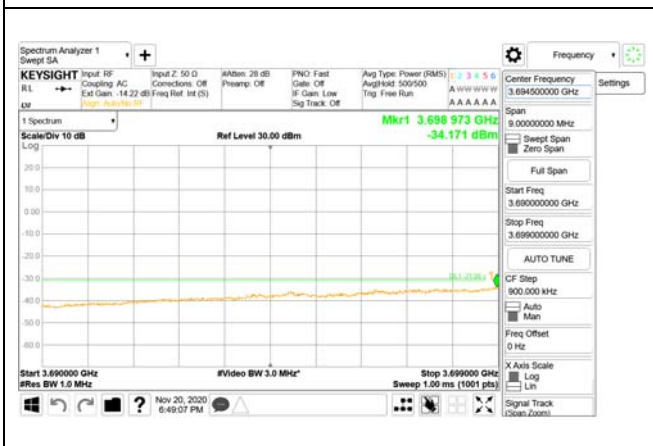 Spectrum Analyzer 1
Swept SA
+
Frequency
KEYSIGHT
RL
Input: RF
Coupling: AC
Ext Gain: -14.22 dB
Align: Auto/No RF
Input Z: 50 Ω
Corrections: Off
Freq Ref: Int (S)
#Atten: 28 dB
Preamp: Off
PNO: Fast
Gate: Off
IF Gain: Low
Sig Track: Off
Avg Type: Power (RMS)
Avg|Hold: 500/500
Trig: Free Run
1 2 3 4 5 6
A W W W W W
A A A A A A
1 Spectrum
Scale/Div 10 dB
Log
Ref Level 30.00 dBm
Mkr1 3.698 973 GHz
-34.171 dBm
20.0
10.0
0.00
-10.0
-20.0
-30.0
-40.0
-50.0
-60.0
1
Start 3.690000 GHz
#Res BW 1.0 MHz
#Video BW 3.0 MHz*
Stop 3.699000 GHz
Sweep 1.00 ms (1001 pts)
?
Nov 20, 2020
6:49:07 PM
Center Frequency
3.694500000 GHz
Settings
Span
9.00000000 MHz
Swept Span
Zero Span
Full Span
Start Freq
3.690000000 GHz
Stop Freq
3.699000000 GHz
AUTO TUNE
CF Step
900.000 kHz
Auto
Man
Freq Offset
0 Hz
X Axis Scale
Log
Lin
Signal Track
(Span Zoom)